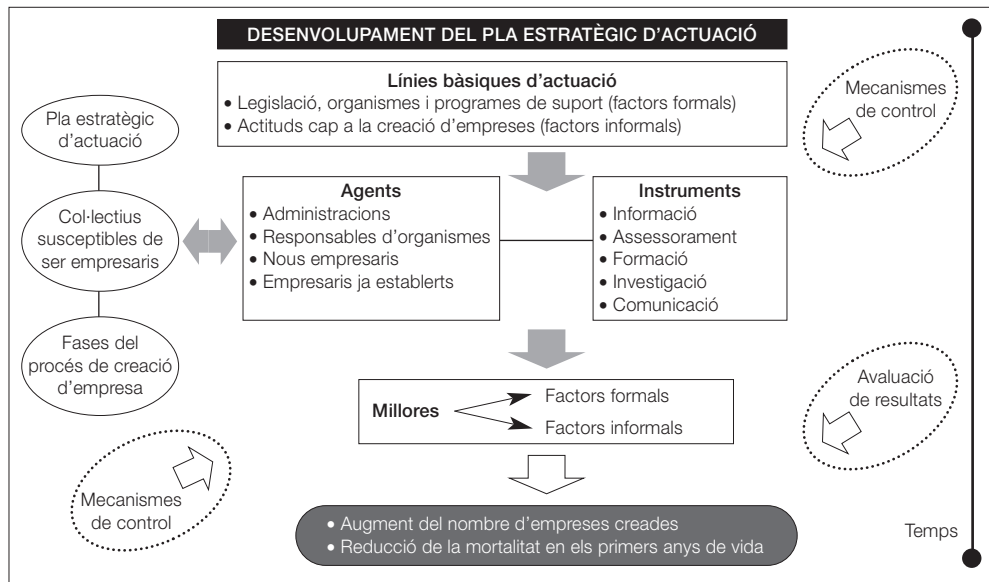 DESENVOLUPAMENT DEL PLA ESTRATÈGIC D'ACTUACIÓ
Línies bàsiques d'actuació
• Legislació, organismes i programes de suport (factors formals)
• Actituds cap a la creació d'empreses (factors informals)
Mecanismes
de control
Pla estratègic
d'actuació
Col·lectius
susceptibles de
ser empresaris
Fases del
procés de creació
d'empresa
Agents
• Administracions
• Responsables d'organismes
• Nous empresaris
• Empresaris ja establerts
Instruments
• Informació
• Assessorament
• Formació
• Investigació
• Comunicació
Millores
Factors formals
Factors informals
Avaluació
de resultats
Mecanismes
de control
• Augment del nombre d'empreses creades
• Reducció de la mortalitat en els primers anys de vida
Temps